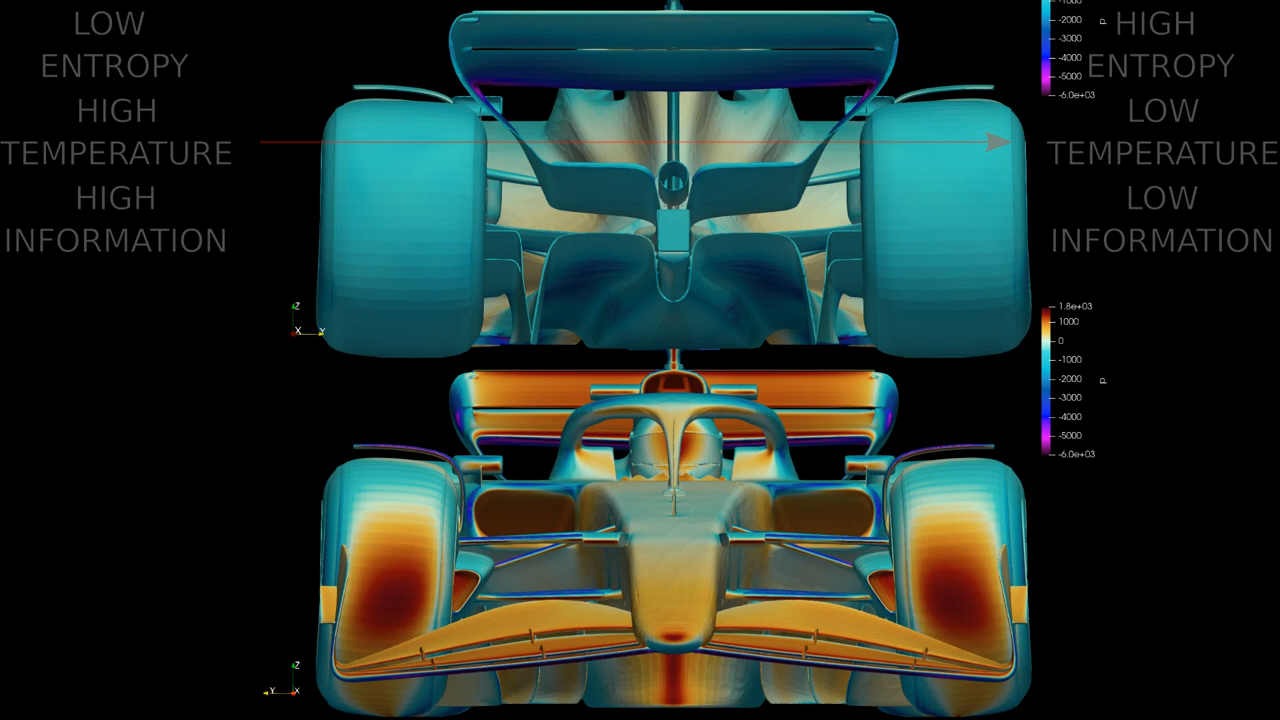 LOW
ENTROPY
HIGH
TEMPERATURE
HIGH
INFORMATION
HIGH
ENTROPY
LOW
TEMPERATURE
LOW
INFORMATION
-1000
-2000
-3000
-4000
-5000
-6.0e+03
p
Z
X Y
1.8e+03
1000
0
-1000
-2000
-3000
-4000
-5000
-6.0e+03
p
Z
Y X